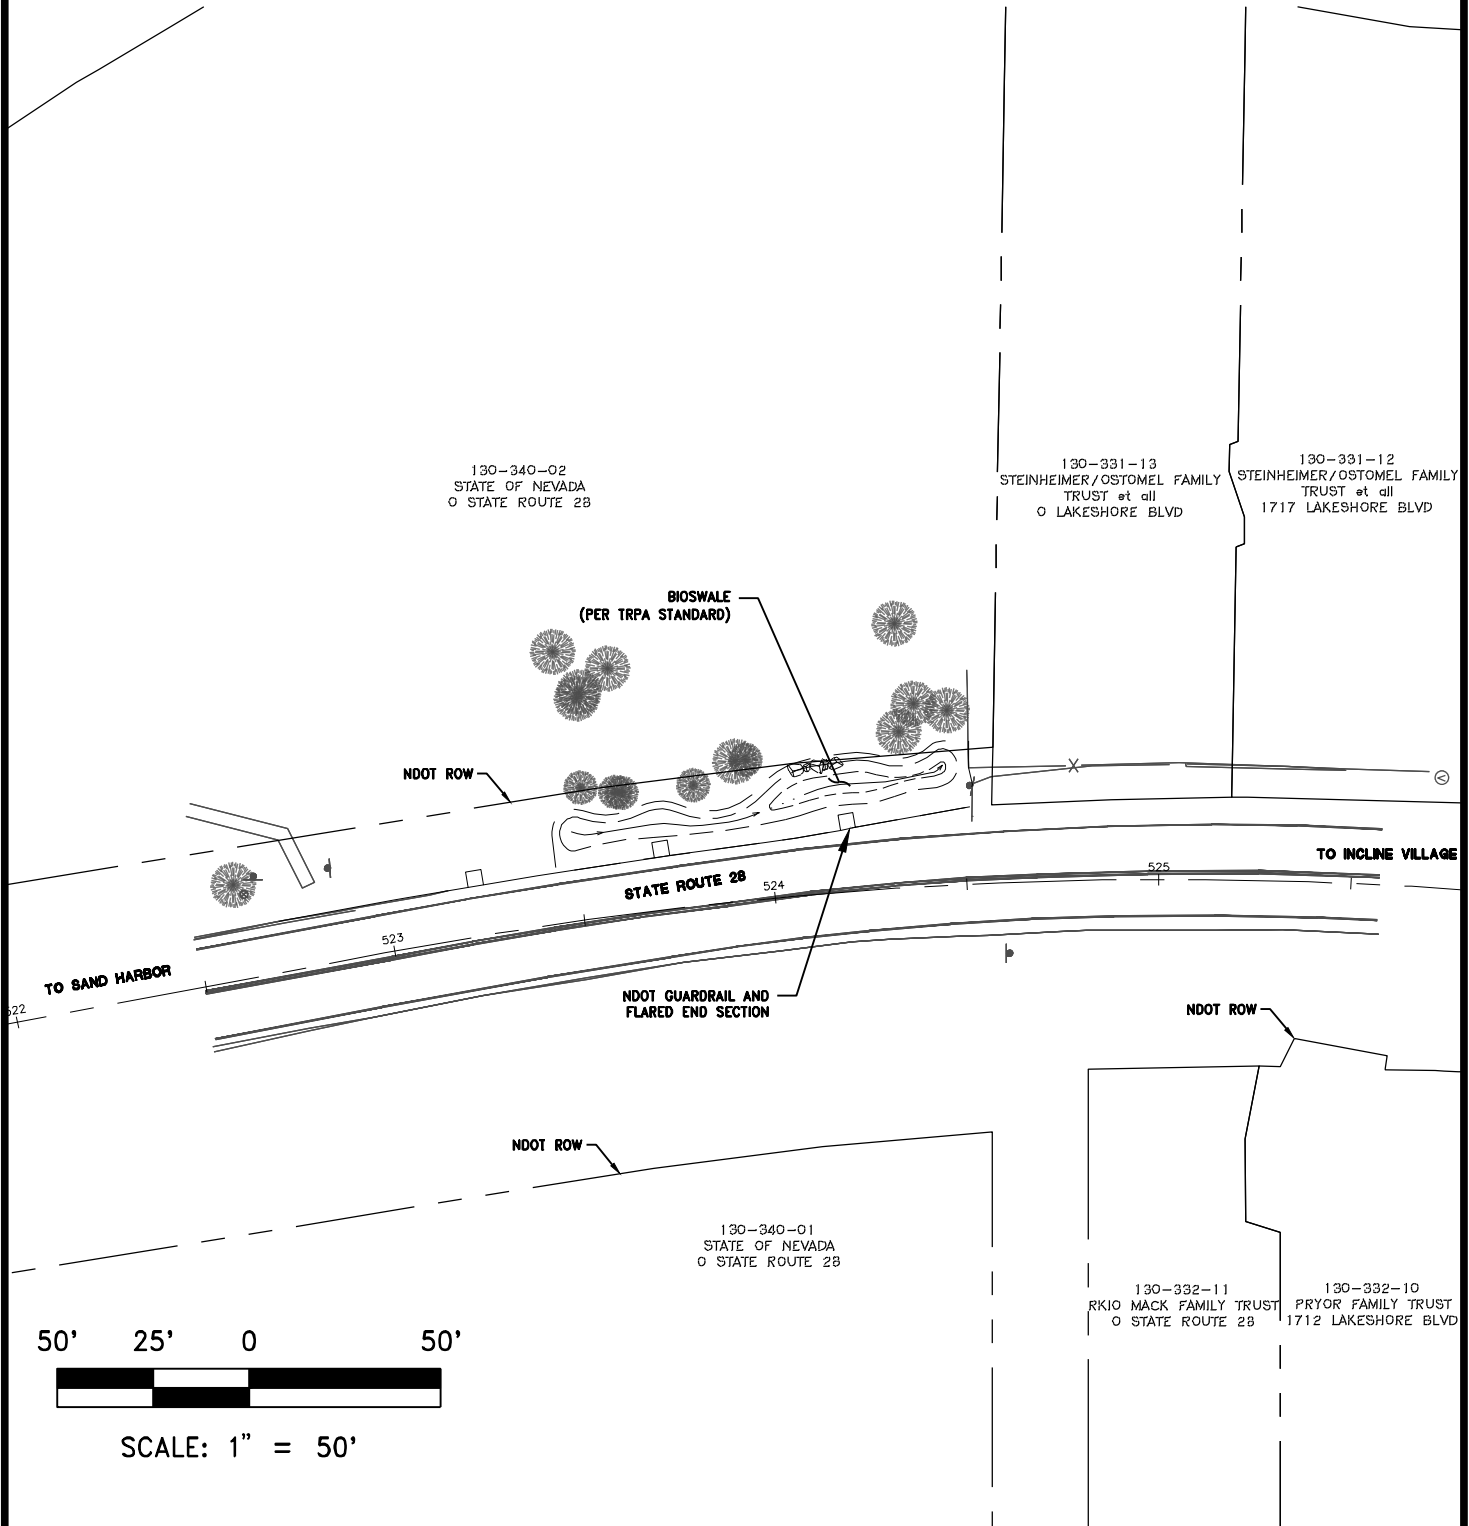 130-340-02
STATE OF NEVADA
0 STATE ROUTE 28
130-331-13
STEINHEIMER/OSTOMEL FAMILY
TRUST et all
0 LAKESHORE BLVD
130-331-12
STEINHEIMER/OSTOMEL FAMILY
TRUST et all
1717 LAKESHORE BLVD
BIOSWALE
(PER TRPA STANDARD)
NDOT ROW
TO INCLINE VILLAGE
STATE ROUTE 28
525
524
523
TO SAND HARBOR
522
NDOT GUARDRAIL AND
FLARED END SECTION
NDOT ROW
NDOT ROW
130-340-01
STATE OF NEVADA
0 STATE ROUTE 28
130-332-11
RKIO MACK FAMILY TRUST
0 STATE ROUTE 28
130-332-10
PRYOR FAMILY TRUST
1712 LAKESHORE BLVD
50' 25' 0 50'
SCALE: 1" = 50'